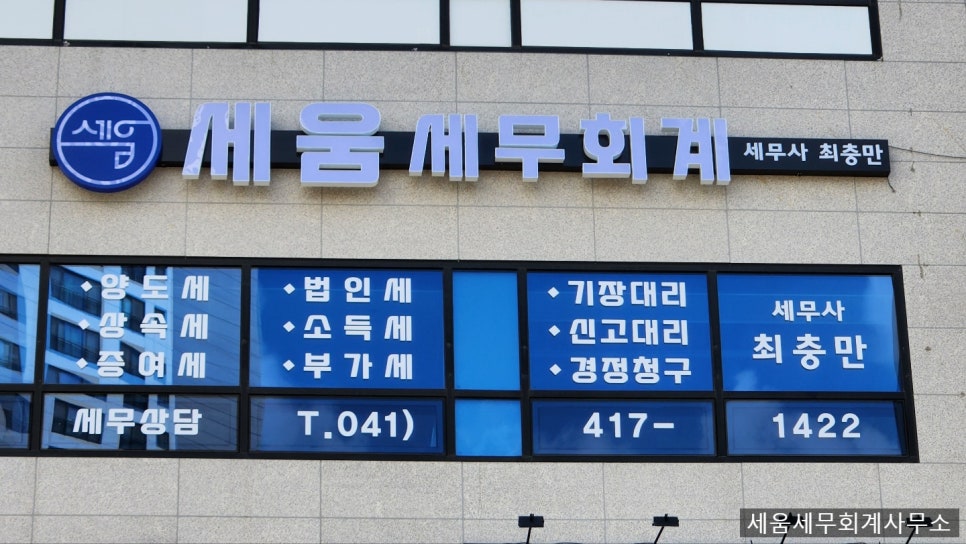 세움
세움 세무회계 세무사 최충만
◆양도세
◆상속세
◆증여세
◆법인세
◆소득세
◆부가세
◆기장대리
◆신고대리
◆경정청구
세무사
최충만
세무상담 T.041) 417- 1422
세움세무회계사무소